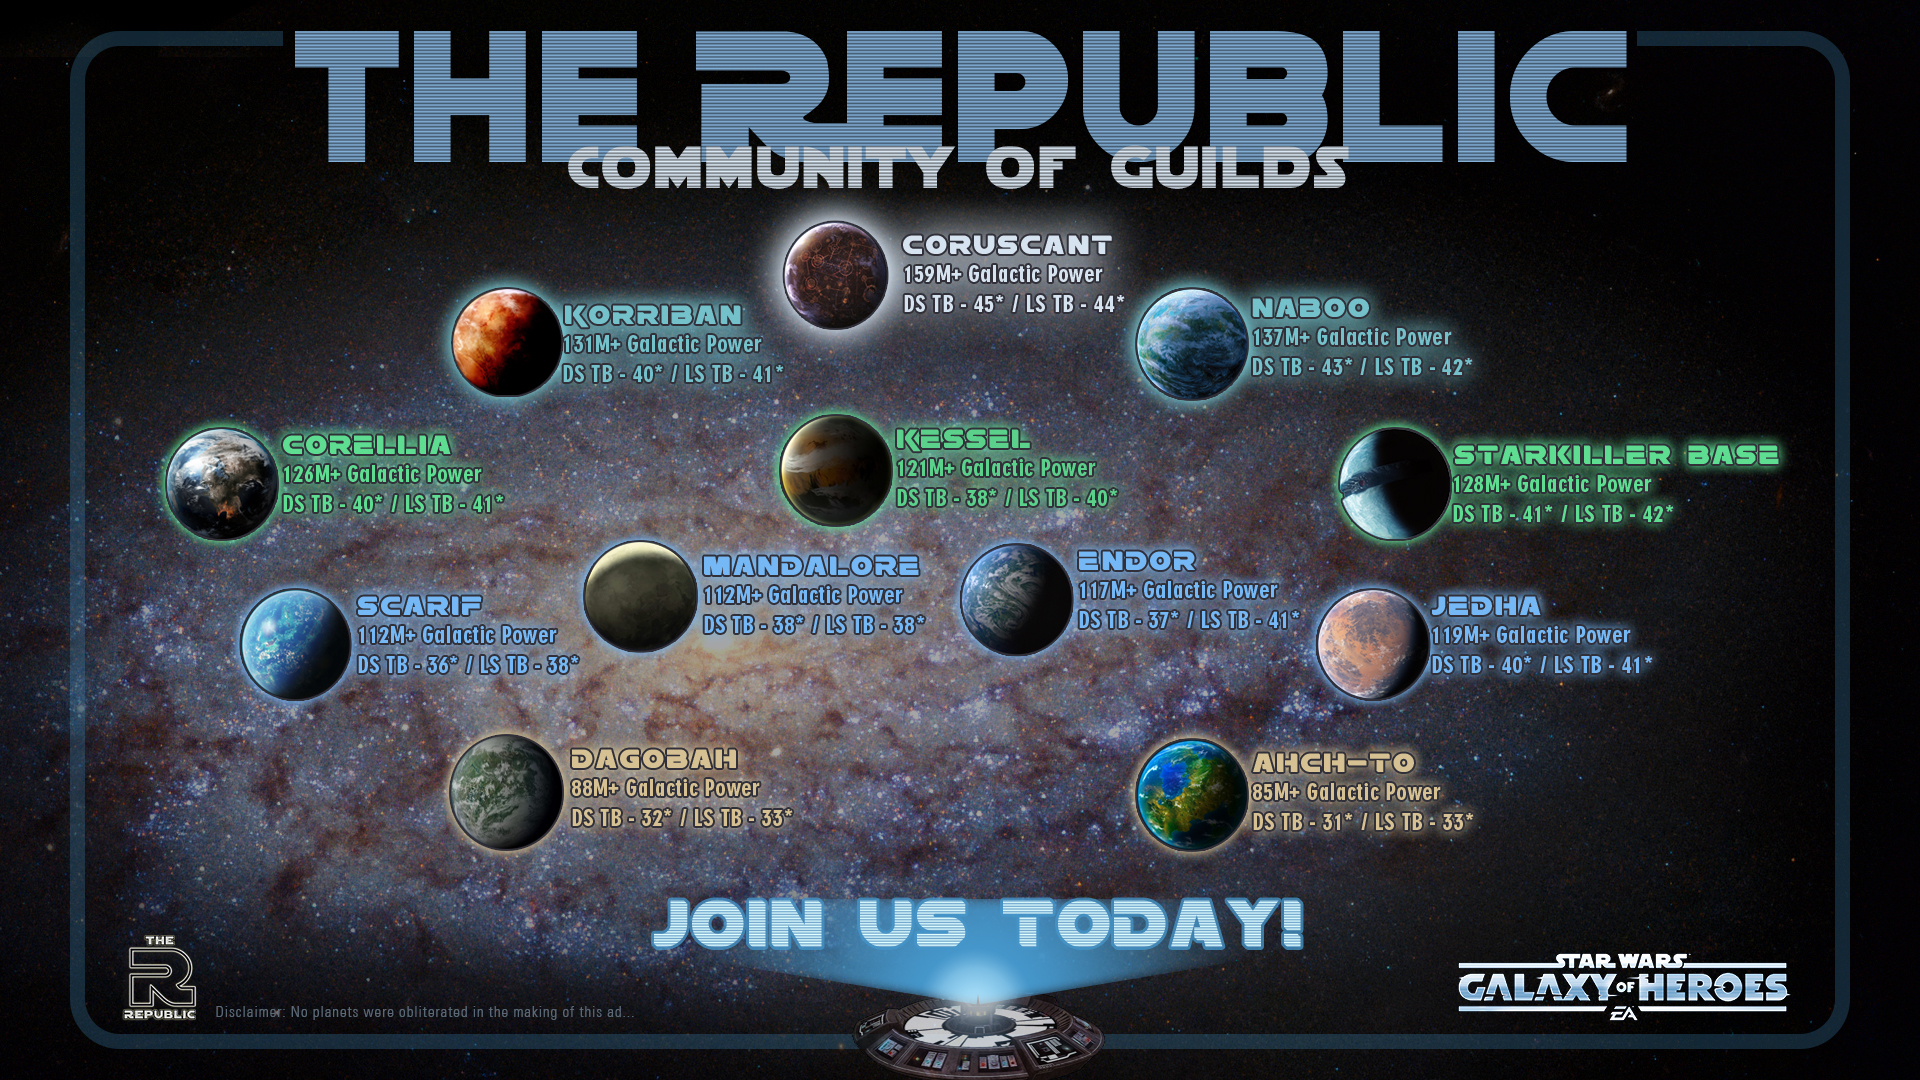 THE REPUBLIC
COMMUNITY OF GUILDS
CORUSCANT
159M+ Galactic Power
DS TB - 45* / LS TB - 44*
KORRIBAN
131M+ Galactic Power
DS TB - 40* / LS TB - 41*
NABOO
137M+ Galactic Power
DS TB - 43* / LS TB - 42*
CORELLIA
126M+ Galactic Power
DS TB - 40* / LS TB - 41*
KESSEL
121M+ Galactic Power
DS TB - 38* / LS TB - 40*
STARKILLER BASE
128M+ Galactic Power
DS TB - 41* / LS TB - 42*
SCARIF
112M+ Galactic Power
DS TB - 36* / LS TB - 38*
MANDALORE
112M+ Galactic Power
DS TB - 38* / LS TB - 38*
ENDOR
117M+ Galactic Power
DS TB - 37* / LS TB - 41*
JEDHA
119M+ Galactic Power
DS TB - 40* / LS TB - 41*
DAGOBAH
88M+ Galactic Power
DS TB - 32* / LS TB - 33*
AHCH-TO
85M+ Galactic Power
DS TB - 31* / LS TB - 33*
JOIN US TODAY!
THE
R
REPUBLIC
Disclaimer: No planets were obliterated in the making of this ad...
STAR WARS
GALAXY OF HEROES
EA